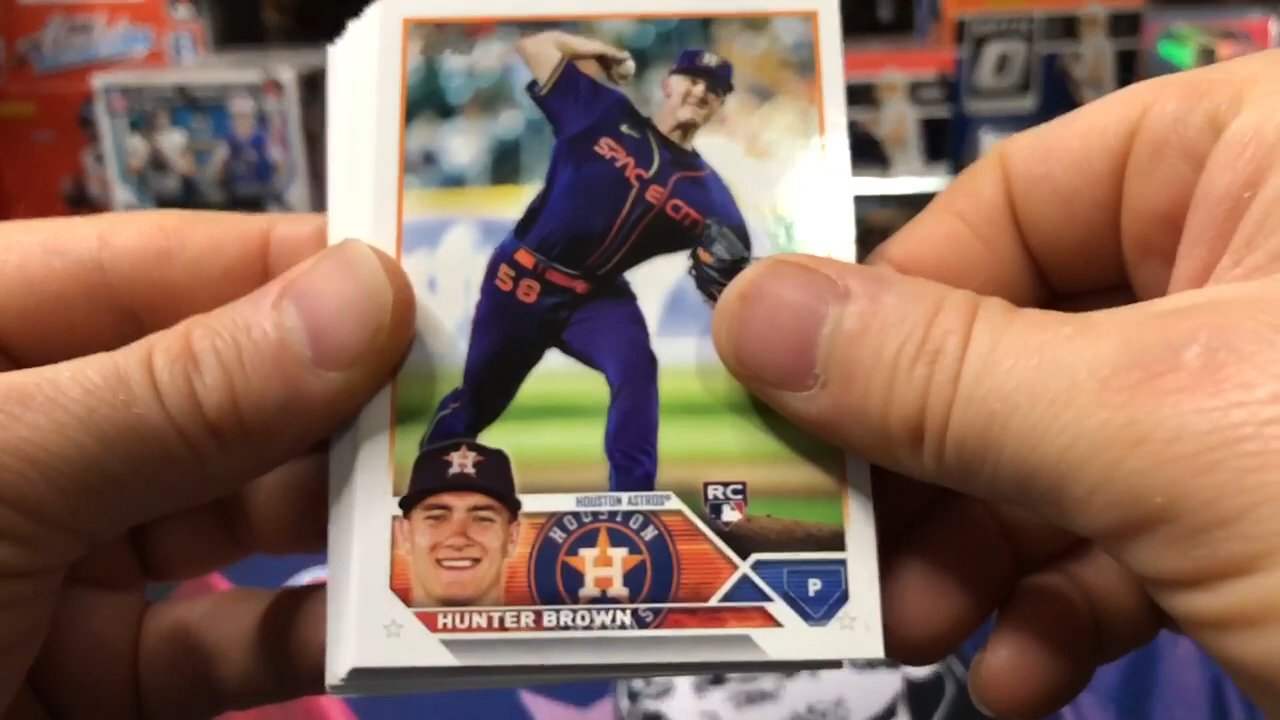 SPACE CITY
58
HOUSTON ASTROS®
RC
HOUSTON
H
P
HUNTER BROWN